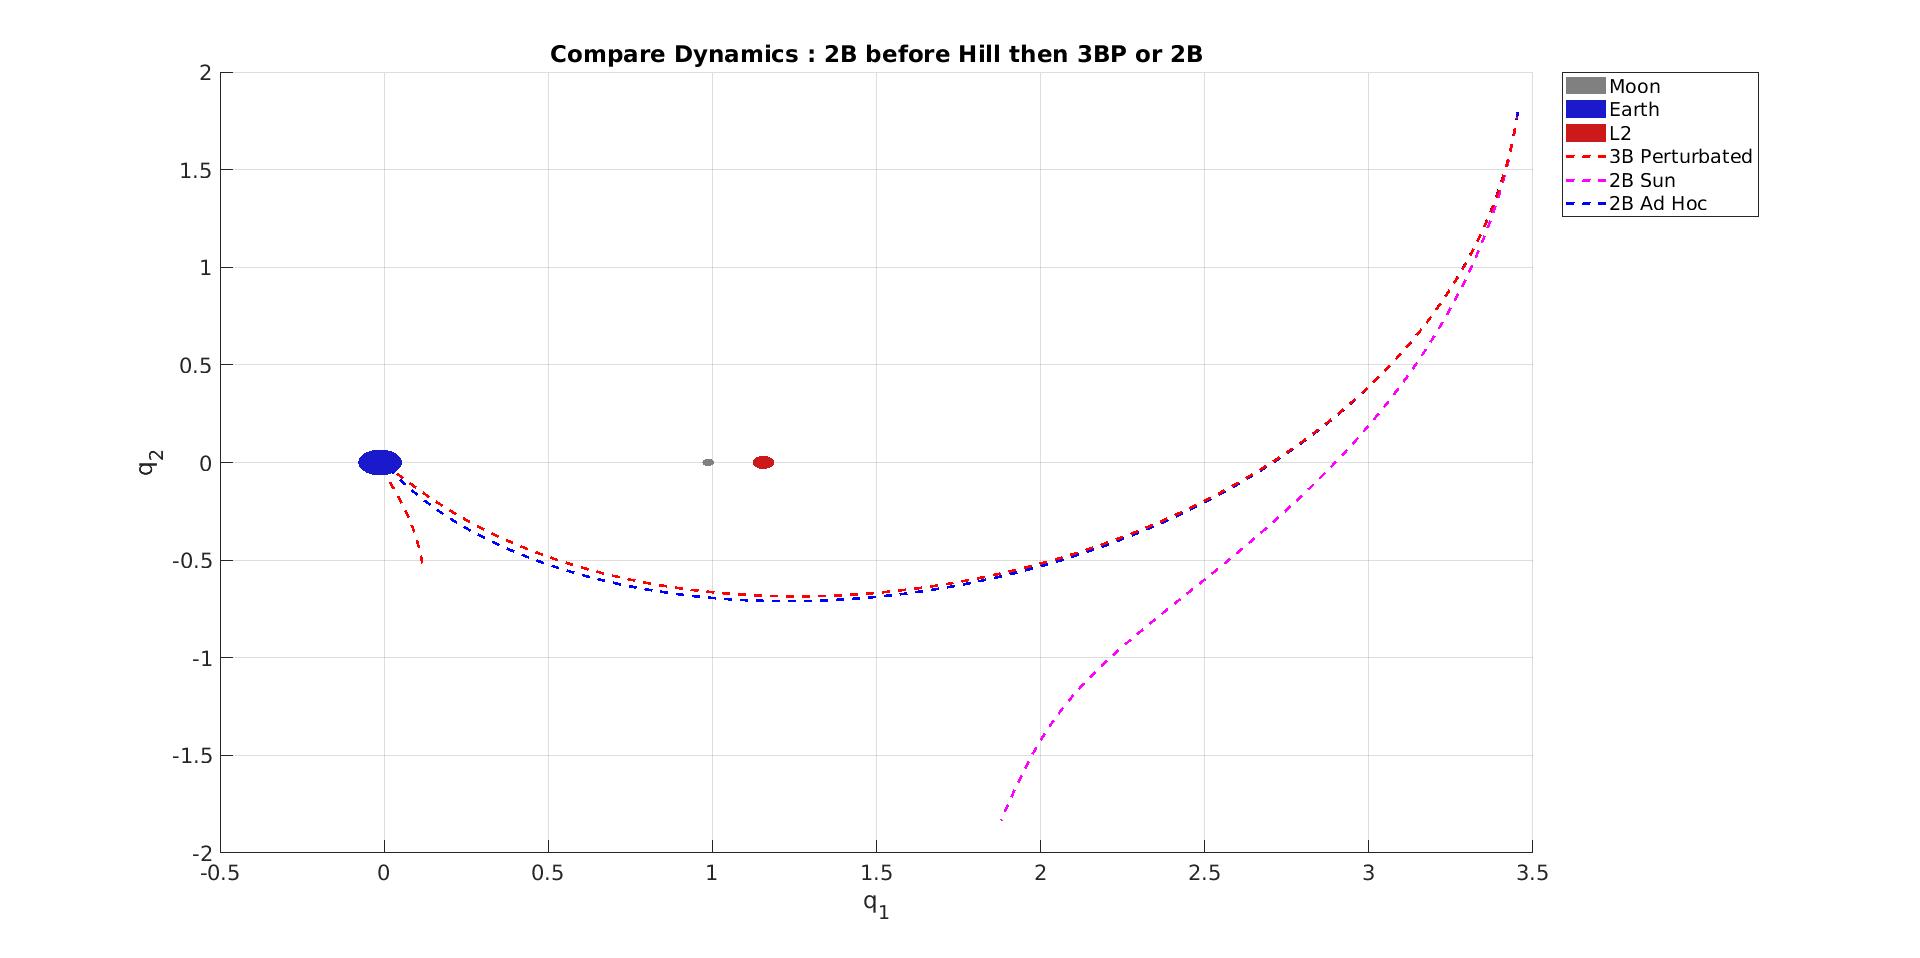 Compare Dynamics : 2B before Hill then 3BP or 2B
2
1.5
1
0.5
0
-0.5
-1
-1.5
-2
q2
-0.5 0 0.5 1 1.5 2 2.5 3 3.5
q1
Moon
Earth
L2
3B Perturbated
2B Sun
2B Ad Hoc